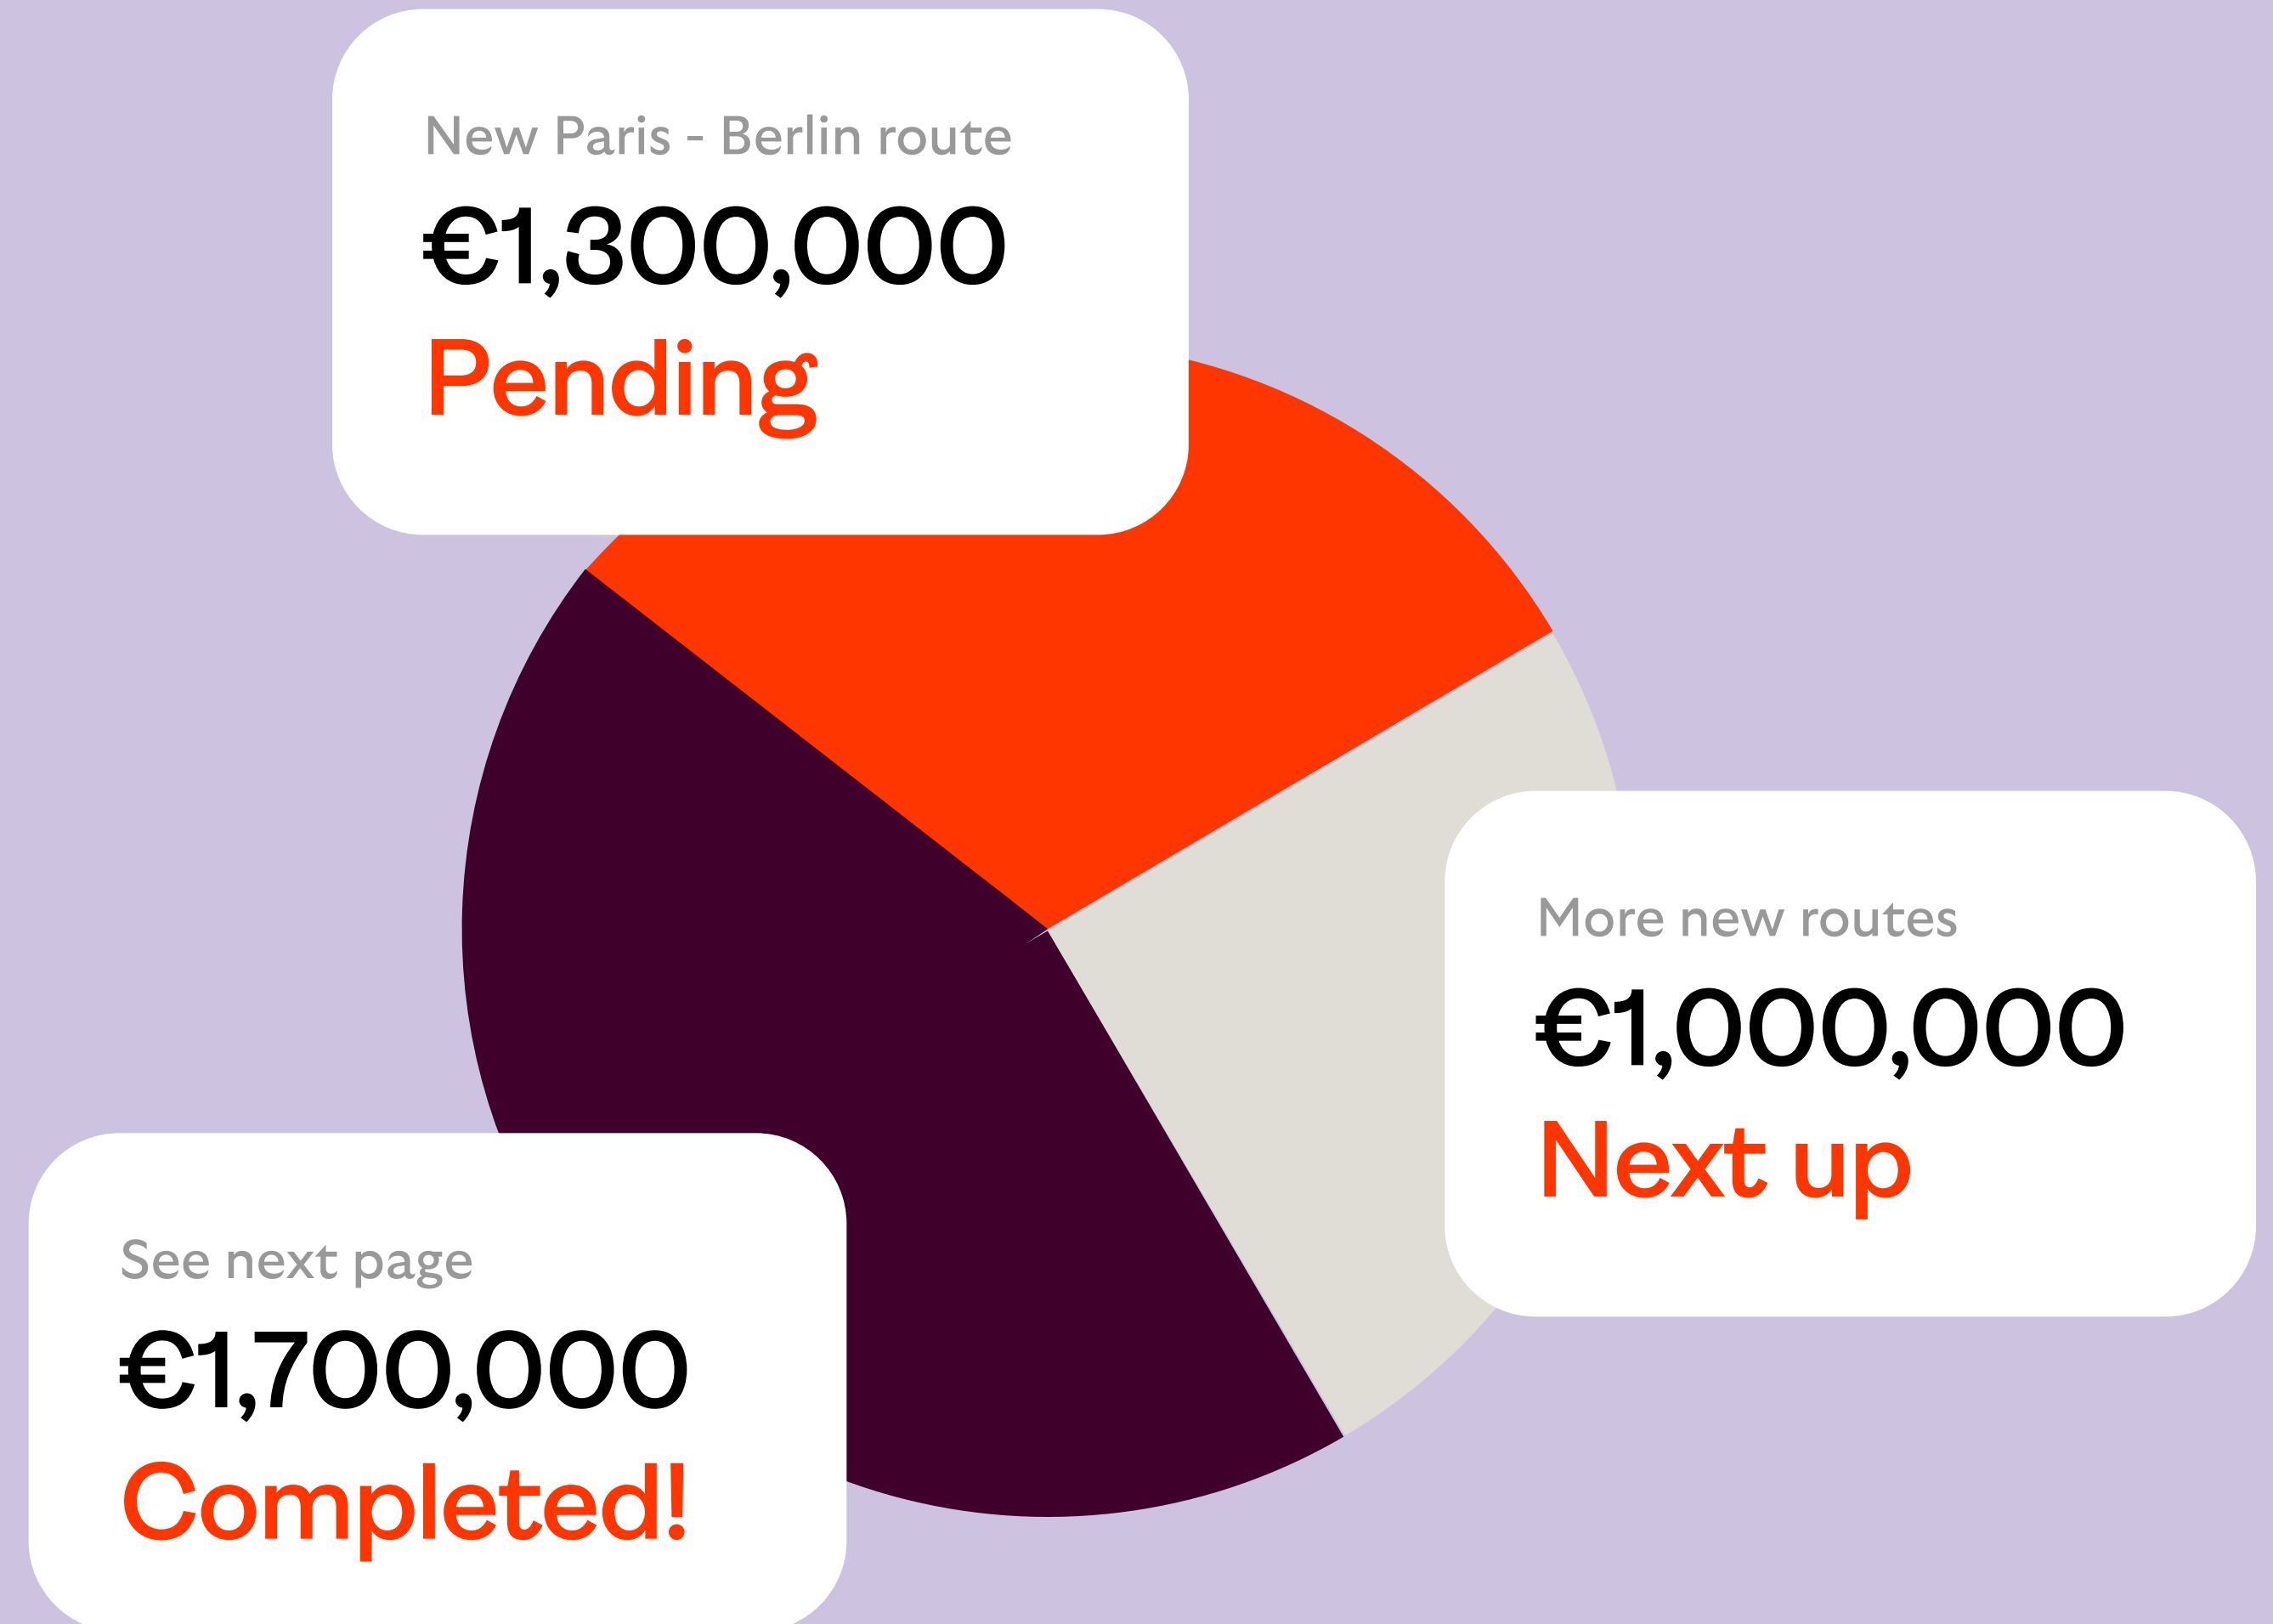 New Paris - Berlin route
€1,300,000
Pending
More new routes
€1,000,000
Next up
See next page
€1,700,000
Completed!